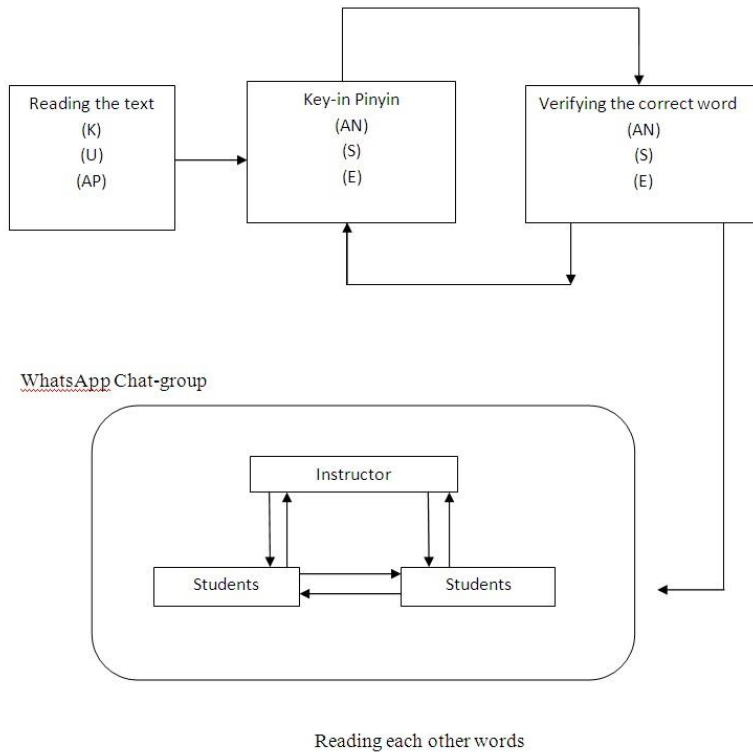 Reading the text
(K)
(U)
(AP)
Key-in Pinyin
(AN)
(S)
(E)
Verifying the correct word
(AN)
(S)
(E)
WhatsApp Chat-group
Instructor
Students
Students
Reading each other words